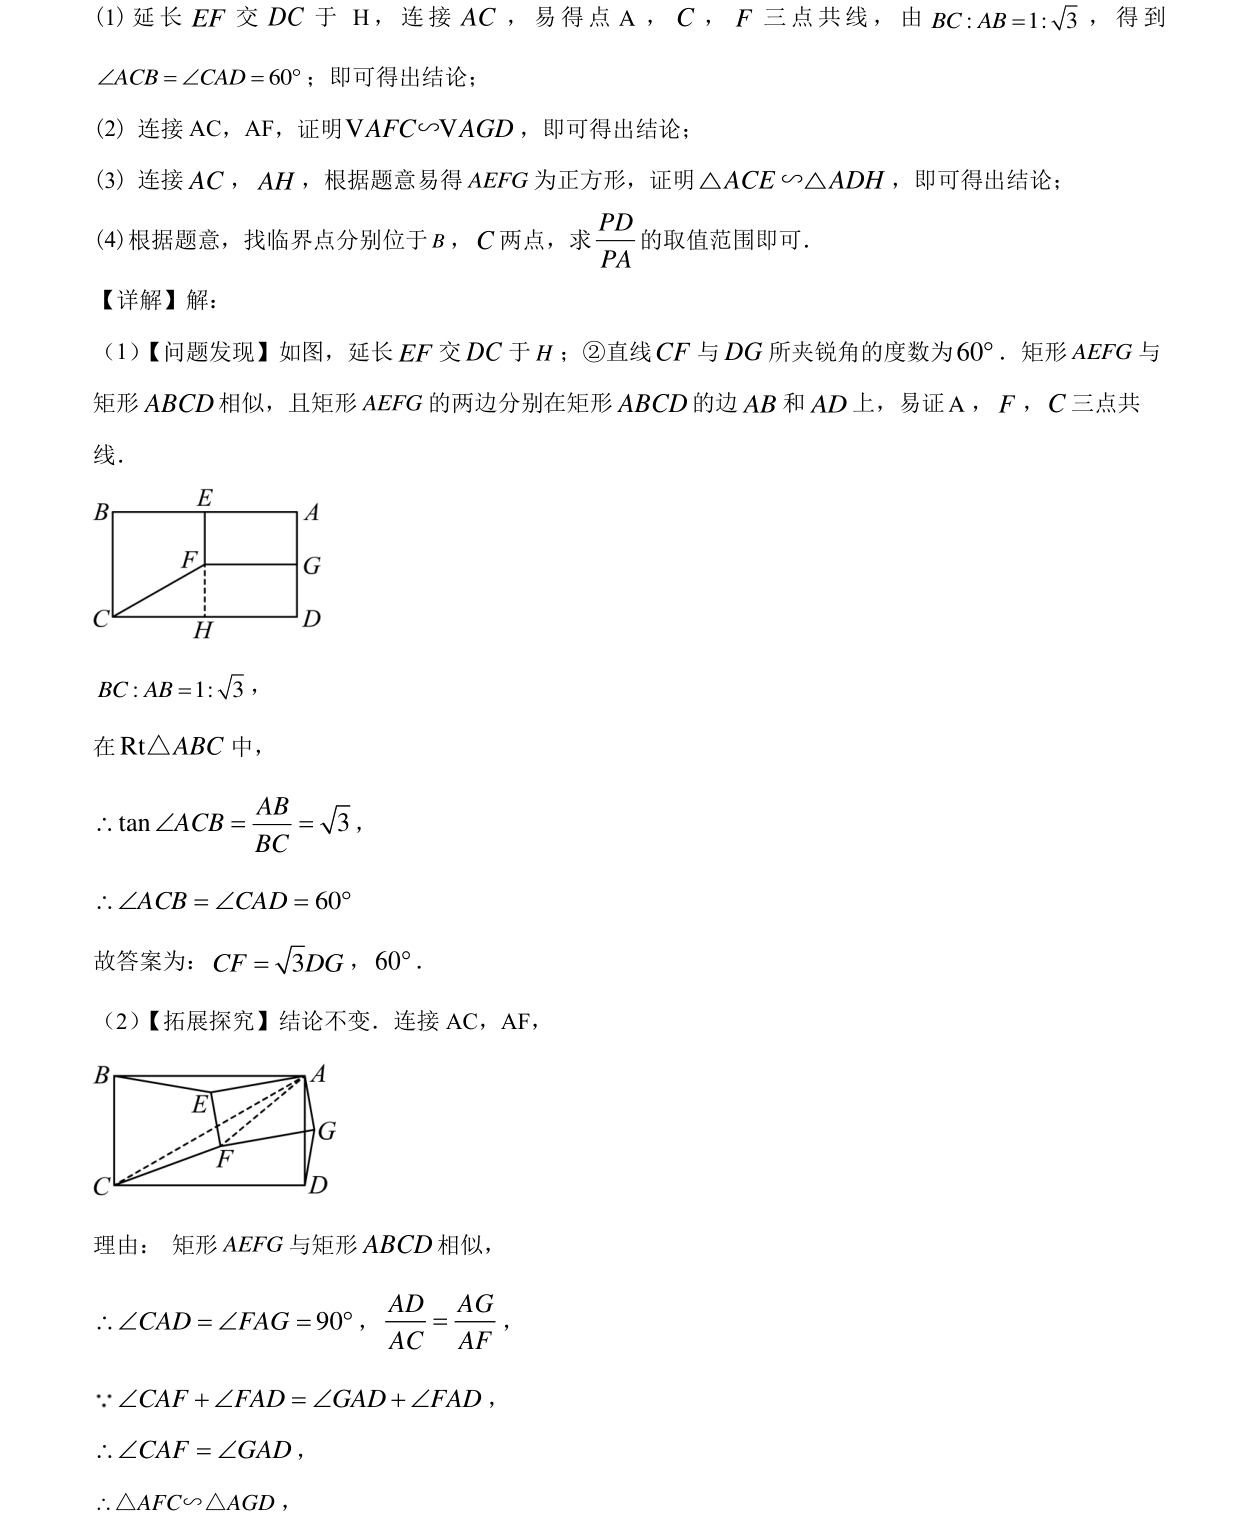 (1)延长 EF 交 DC 于 H，连接 AC，易得点 A，C，F 三点共线，由 BC:AB=1:√3，得到
∠ACB=∠CAD=60°；即可得出结论；
(2) 连接 AC，AF，证明VAFC∽VAGD，即可得出结论；
(3) 连接 AC，AH，根据题意易得 AEFG 为正方形，证明△ACE∽△ADH，即可得出结论；
(4)根据题意，找临界点分别位于 B，C 两点，求 PD/PA 的取值范围即可．
【详解】解：
（1）【问题发现】如图，延长 EF 交 DC 于 H；②直线 CF 与 DG 所夹锐角的度数为60°．矩形 AEFG 与
矩形 ABCD 相似，且矩形 AEFG 的两边分别在矩形 ABCD 的边 AB 和 AD 上，易证 A，F，C 三点共
线．
E
B
A
F
G
C
H
D
BC:AB=1:√3，
在 Rt△ABC 中，
∴tan∠ACB=AB/BC=√3，
∴∠ACB=∠CAD=60°
故答案为：CF=√3DG，60°．
（2）【拓展探究】结论不变．连接 AC，AF，
B
A
E
G
F
C
D
理由： 矩形 AEFG 与矩形 ABCD 相似，
∴∠CAD=∠FAG=90°，AD/AC=AG/AF，
∵∠CAF+∠FAD=∠GAD+∠FAD，
∴∠CAF=∠GAD，
∴△AFC∽△AGD，